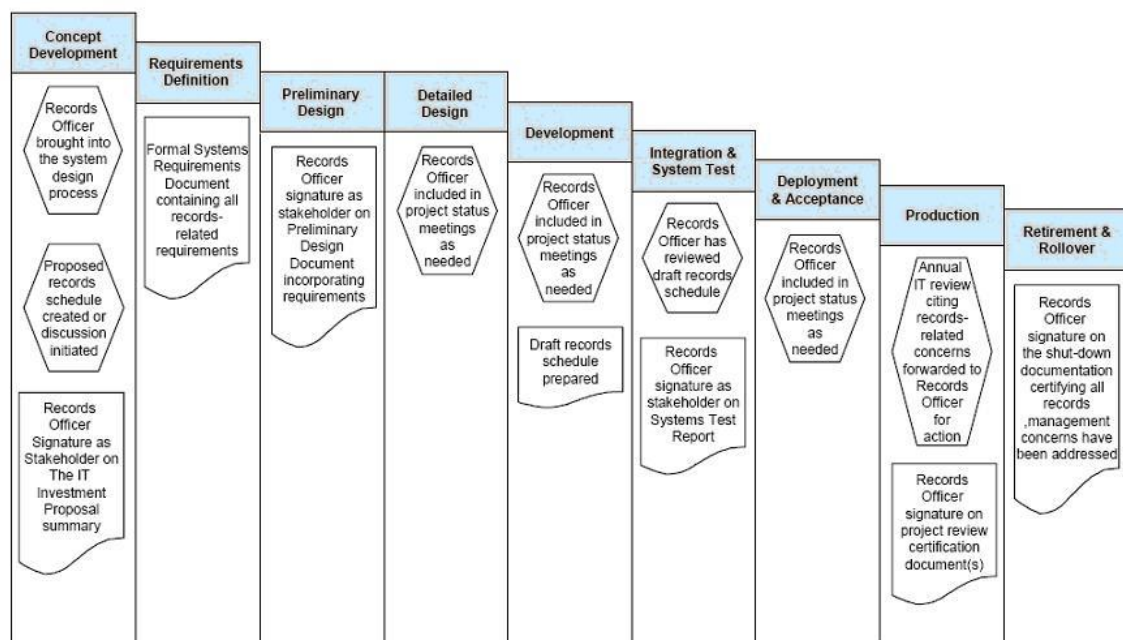 Concept
Development
Records
Officer
brought into
the system
design
process
Proposed
records
schedule
created or
discussion
initiated
Records
Officer
Signature as
Stakeholder on
The IT
Investment
Proposal
summary
Requirements
Definition
Formal Systems
Requirements
Document
containing all
records-
related
requirements
Preliminary
Design
Records
Officer
signature as
stakeholder on
Preliminary
Design
Document
incorporating
requirements
Detailed
Design
Records
Officer
included in
project status
meetings
as
needed
Development
Records
Officer
included in
project status
meetings
as
needed
Draft records
schedule
prepared
Integration &
System Test
Records
Officer has
reviewed
draft records
schedule
Records
Officer
signature as
stakeholder on
Systems Test
Report
Deployment
& Acceptance
Records
Officer
included in
project status
meetings
as
needed
Production
Annual
IT review
citing
records-
related
concerns
forwarded to
Records
Officer
for
action
Records
Officer
signature on
project review
certification
document(s)
Retirement &
Rollover
Records
Officer
signature on
the shut-down
documentation
certifying all
records
,management
concerns have
been addressed